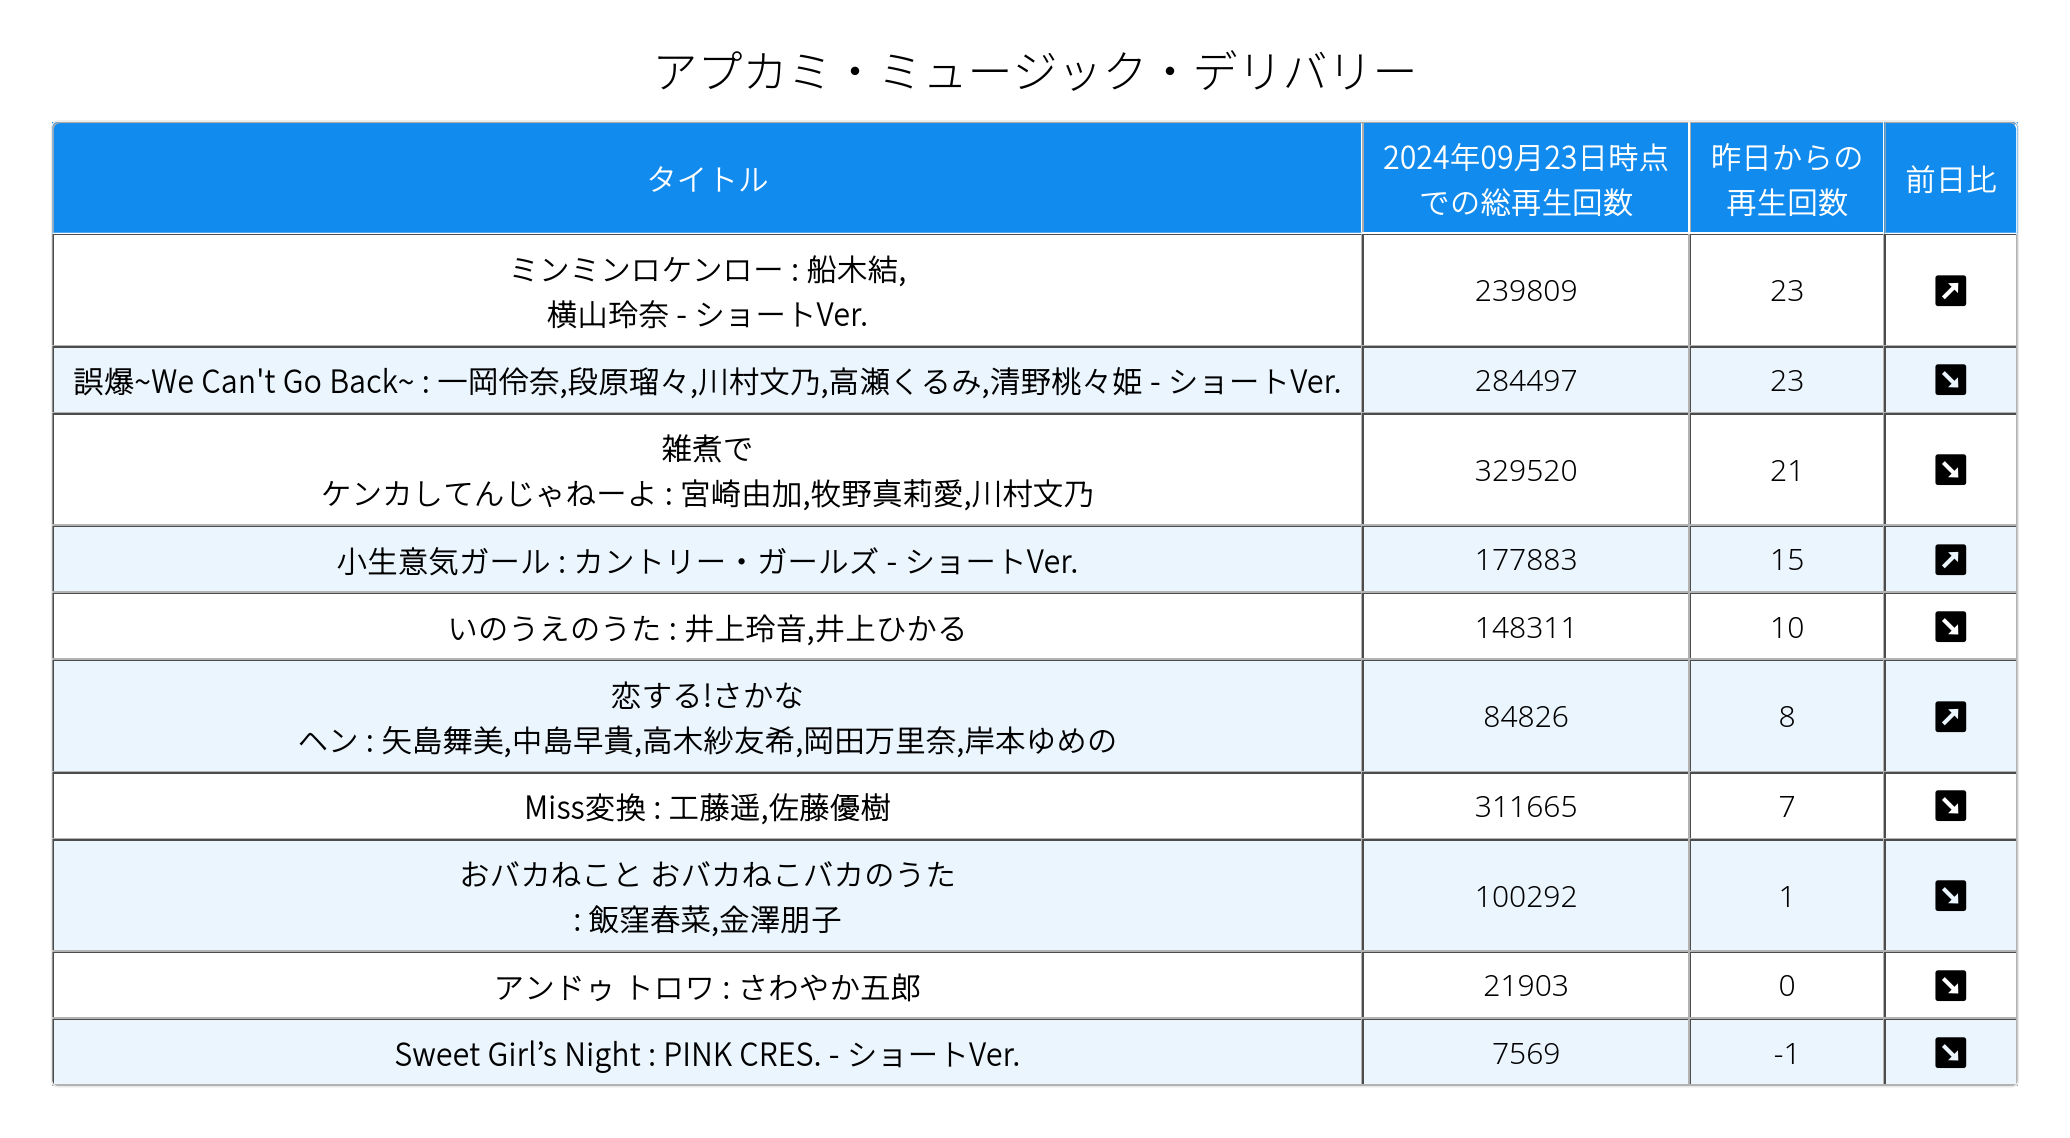 アプカミ・ミュージック・デリバリー
タイトル
2024年09月23日時点
での総再生回数
昨日からの
再生回数
前日比
ミンミンロケンロー : 船木結,
横山玲奈 - ショートVer.
239809
23
誤爆~We Can't Go Back~ : 一岡伶奈,段原瑠々,川村文乃,高瀬くるみ,清野桃々姫 - ショートVer.
284497
23
雑煮で
ケンカしてんじゃねーよ : 宮崎由加,牧野真莉愛,川村文乃
329520
21
小生意気ガール : カントリー・ガールズ - ショートVer.
177883
15
いのうえのうた : 井上玲音,井上ひかる
148311
10
恋する!さかな
ヘン : 矢島舞美,中島早貴,高木紗友希,岡田万里奈,岸本ゆめの
84826
8
Miss変換 : 工藤遥,佐藤優樹
311665
7
おバカねこと おバカねこバカのうた
: 飯窪春菜,金澤朋子
100292
1
アンドゥ トロワ : さわやか五郎
21903
0
Sweet Girl’s Night : PINK CRES. - ショートVer.
7569
-1